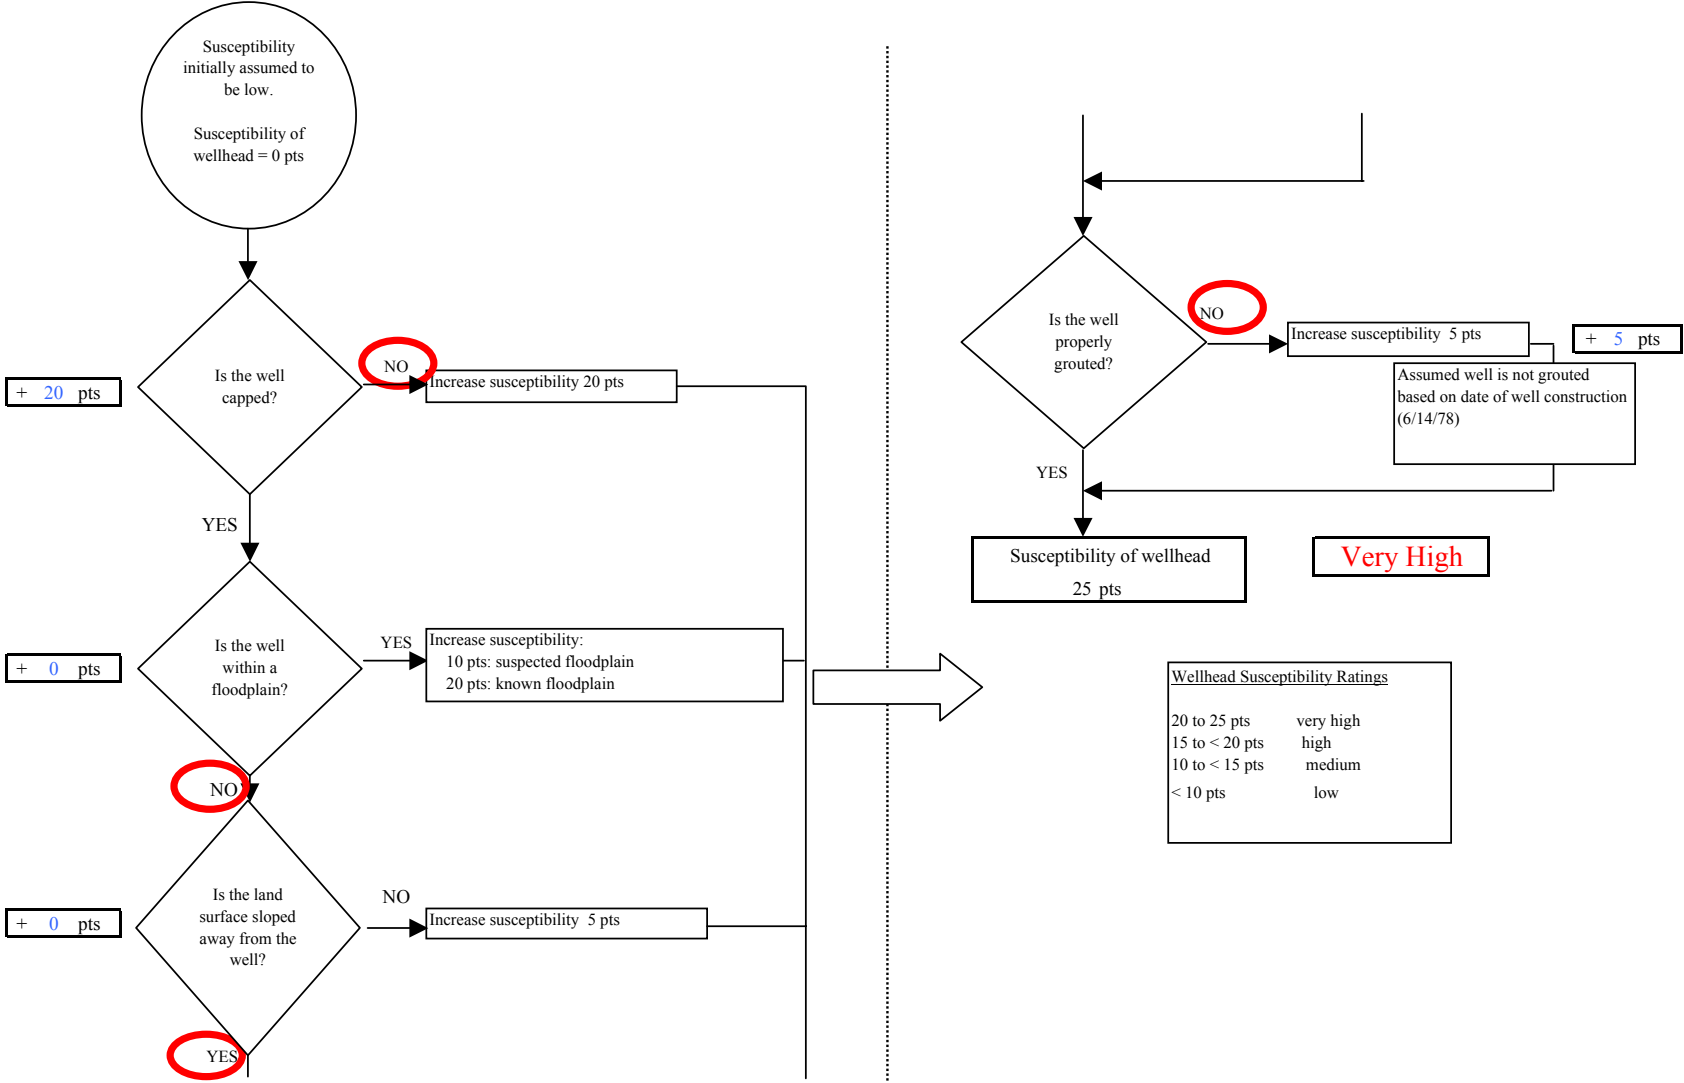 Susceptibility
initially assumed to
be low.
Susceptibility of
wellhead = 0 pts
Is the well
capped?
NO
Increase susceptibility 20 pts
+ 20 pts
YES
Is the well
within a
floodplain?
YES
Increase susceptibility:
10 pts: suspected floodplain
20 pts: known floodplain
+ 0 pts
NO
Is the land
surface sloped
away from the
well?
NO
Increase susceptibility 5 pts
+ 0 pts
YES
Is the well
properly
grouted?
NO
Increase susceptibility 5 pts
+ 5 pts
Assumed well is not grouted
based on date of well construction
(6/14/78)
YES
Susceptibility of wellhead
25 pts
Very High
Wellhead Susceptibility Ratings
20 to 25 pts very high
15 to < 20 pts high
10 to < 15 pts medium
< 10 pts low